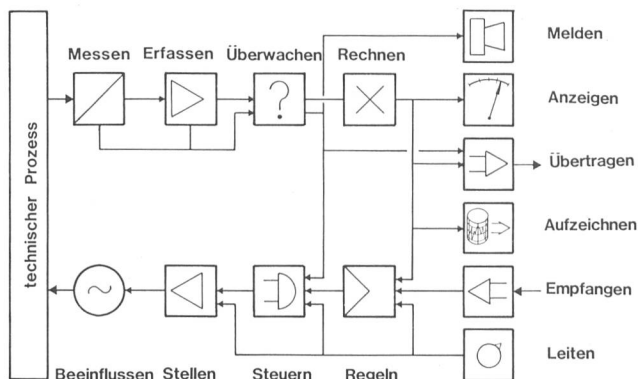 technischer Prozess
Messen Erfassen Überwachen Rechnen
Melden
Anzeigen
Übertragen
Aufzeichnen
Empfangen
Leiten
Beeinflussen Stellen Steuern Regeln